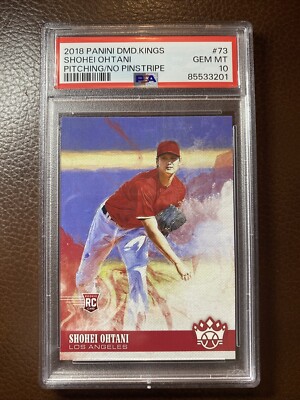 2018 PANINI DMD.KINGS #73
SHOHEI OHTANI GEM MT
PITCHING/NO PINSTRIPE 10
PSA 85533201
RC
SHOHEI OHTANI
LOS ANGELES